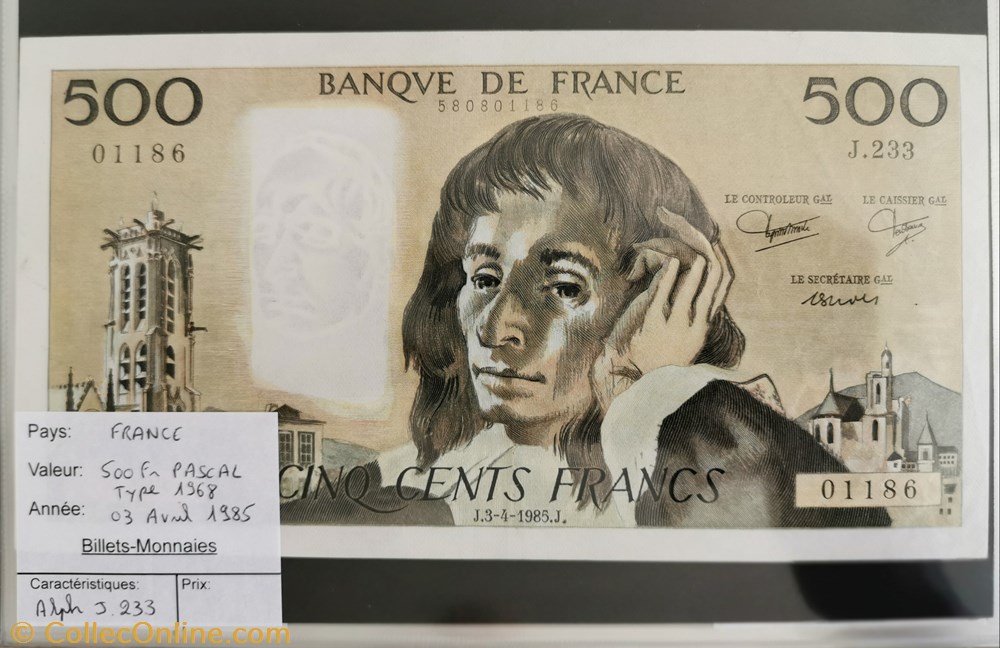 500 BANQVE DE FRANCE 500
580801186
01186 J.233
LE CONTROLEUR GAL LE CAISSIER GAL
LE SECRÉTAIRE GAL
CINQ CENTS FRANCS
01186
J.3-4-1985.J.
Pays: FRANCE
Valeur: 500 Fr PASCAL
Type 1968
Année: 03 Avril 1985
Billets-Monnaies
Caractéristiques: Prix:
Alph J.233
© CollecOnline.com